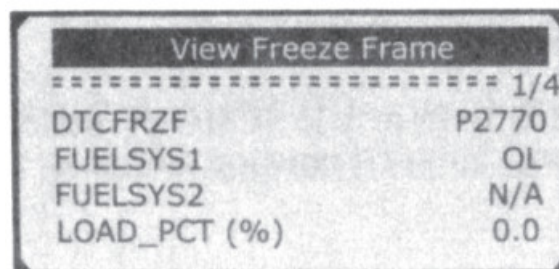 View Freeze Frame
======================== 1/4
DTCFRZF P2770
FUELSYS1 OL
FUELSYS2 N/A
LOAD_PCT (%) 0.0